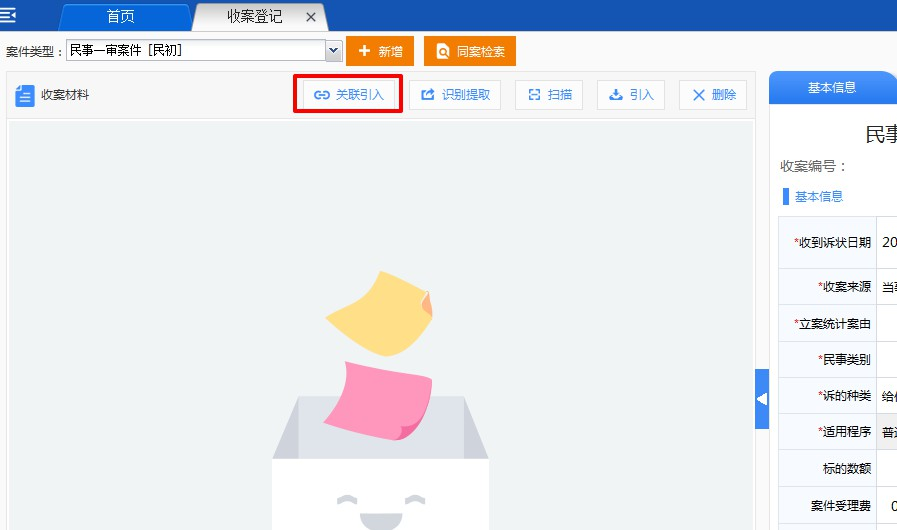 首页
收案登记
案件类型：
民事一审案件 [民初]
新增
同案检索
收案材料
关联引入
识别提取
扫描
引入
删除
基本信息
民事
收案编号：
基本信息
*收到诉状日期
20
*收案来源
*立案统计案由
*民事类别
*诉的种类
*适用程序
标的数额
案件受理费